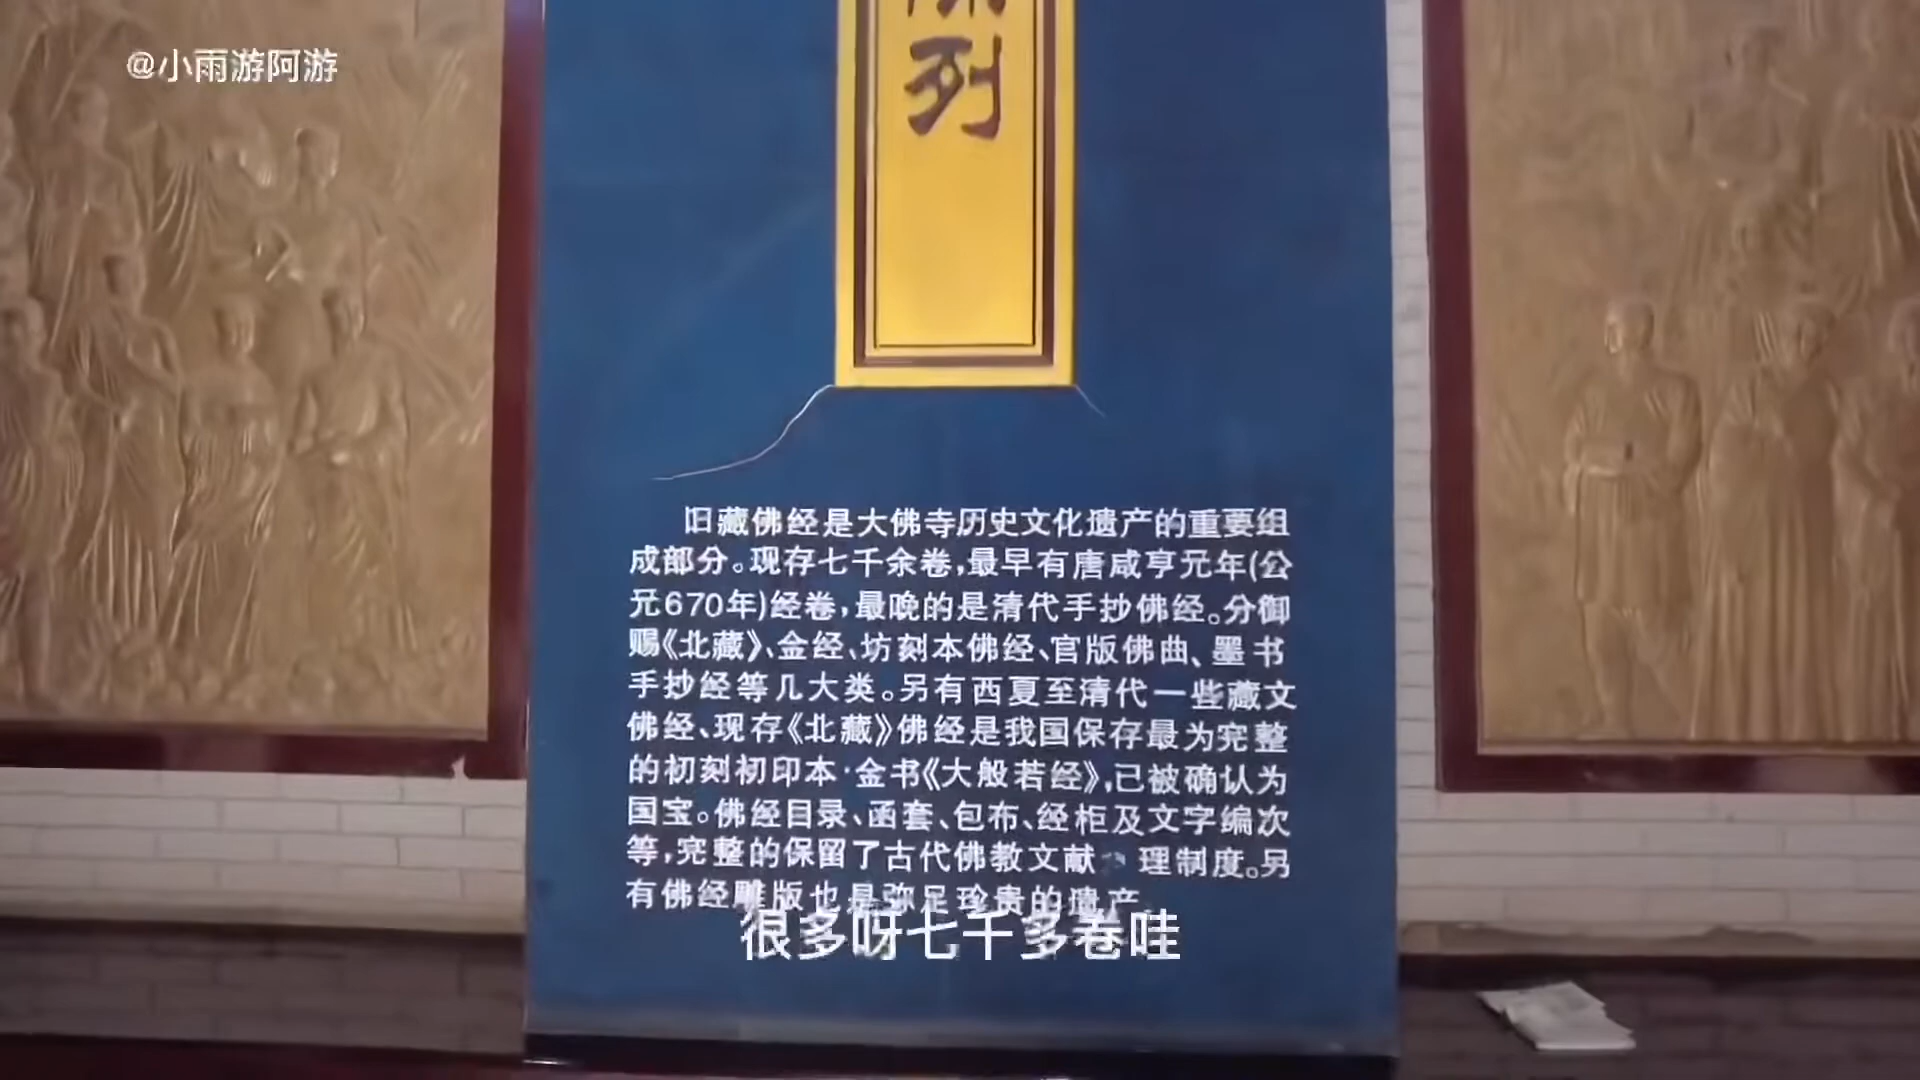 @小雨游阿游
列
旧藏佛经是大佛寺历史文化遗产的重要组
成部分。现存七千余卷,最早有唐咸亨元年(公
元670年)经卷,最晚的是清代手抄佛经。分御
赐《北藏》、金经、坊刻本佛经、官版佛曲、墨书
手抄经等几大类。另有西夏至清代一些藏文
佛经、现存《北藏》佛经是我国保存最为完整
的初刻初印本·金书《大般若经》,已被确认为
国宝。佛经目录、函套、包布、经柜及文字编次
等,完整的保留了古代佛教文献 理制度。另
有佛经雕版也是弥足珍贵的遗产
很多呀七千多卷哇